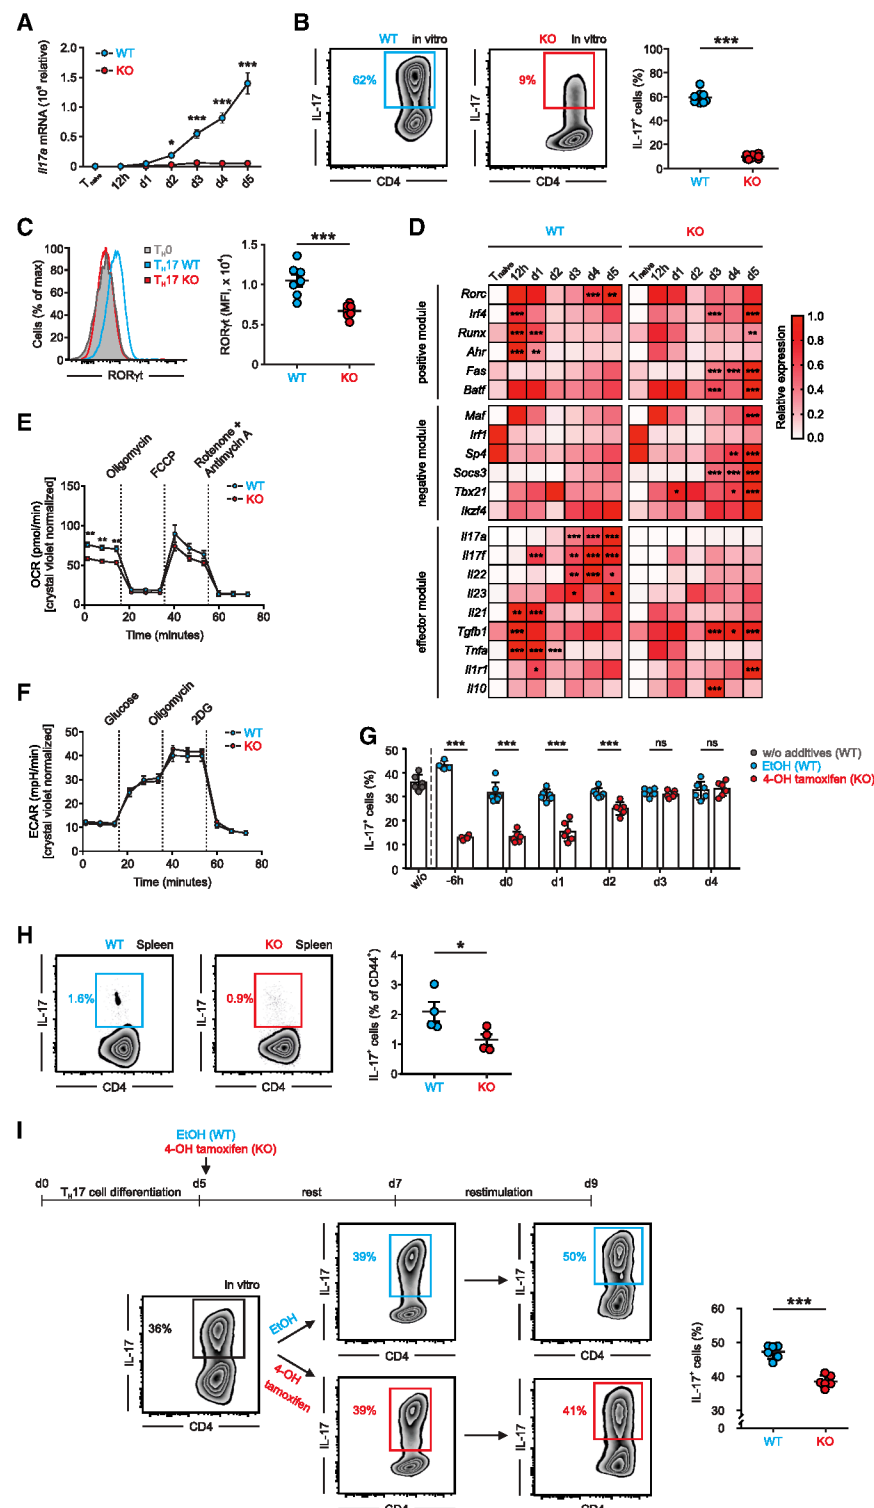 A
Il17a mRNA (10⁶ relative)
2.0
1.5
1.0
0.5
0
WT
KO
*
***
***
***
T naive
12h
d1
d2
d3
d4
d5
B
WT in vitro
62%
IL-17
CD4
KO In vitro
9%
IL-17
CD4
***
IL-17⁺ cells (%)
100
80
60
40
20
0
WT
KO
C
Cells (% of max)
100
80
60
40
20
0
TH0
TH17 WT
TH17 KO
RORγt
***
RORγt (MFI, x 10⁴)
1.5
1.0
0.5
0
WT
KO
D
WT
KO
Tnaive 12h d1 d2 d3 d4 d5
Tnaive 12h d1 d2 d3 d4 d5
positive module
Rorc *** **
Irf4 *** *** ***
Runx *** *** **
Ahr *** **
Fas *** *** ***
Batf *** ***
negative module
Maf ***
Irf1
Sp4 ** ***
Socs3 *** *** ***
Tbx21 * * ***
Ikzf4
effector module
Il17a *** *** ***
Il17f *** ** *** ***
Il22 ** *** *
Il23 * *
Il21 ** ***
Tgfb1 *** *** * ***
Tnfa *** *** ***
Il1r1 * ***
Il10 ***
Relative expression
1.0
0.8
0.6
0.4
0.2
0.0
E
Oligomycin
FCCP
Rotenone +
Antimycin A
OCR (pmol/min)
[crystal violet normalized]
150
100
50
0
** ** **
WT
KO
0 20 40 60 80
Time (minutes)
F
Glucose
Oligomycin
2DG
ECAR (mpH/min)
[crystal violet normalized]
50
40
30
20
10
0
WT
KO
0 20 40 60 80
Time (minutes)
G
IL-17⁺ cells (%)
50
40
30
20
10
0
*** *** *** *** ns ns
w/o additives (WT)
EtOH (WT)
4-OH tamoxifen (KO)
w/o -6h d0 d1 d2 d3 d4
H
WT Spleen
1.6%
IL-17
CD4
KO Spleen
0.9%
IL-17
CD4
*
IL-17⁺ cells (% of CD44⁺)
4
3
2
1
0
WT
KO
I
EtOH (WT)
4-OH tamoxifen (KO)
d0 d5 d7 d9
TH17 cell differentiation rest restimulation
In vitro
36%
IL-17
CD4
EtOH
4-OH
tamoxifen
39%
IL-17
CD4
50%
IL-17
CD4
39%
IL-17
CD4
41%
IL-17
CD4
***
IL-17⁺ cells (%)
60
50
40
30
0
WT
KO